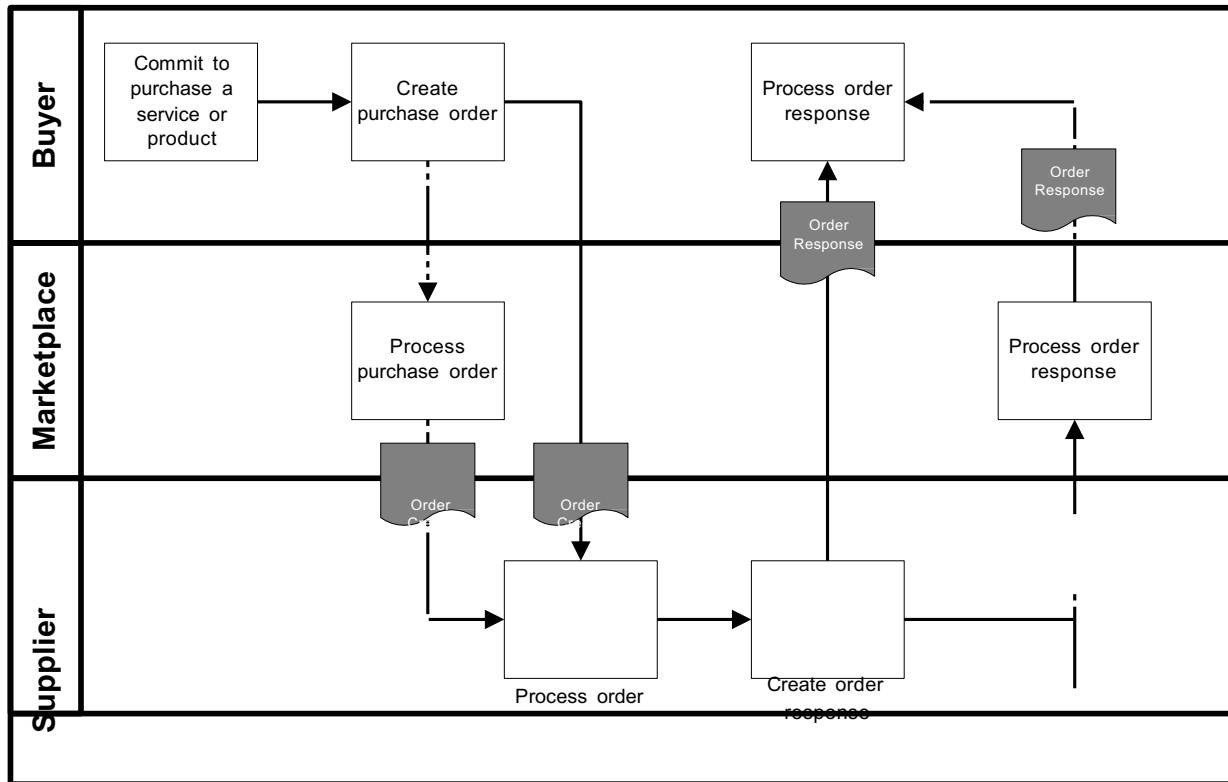 Buyer
Commit to
purchase a
service or
product
Create
purchase order
Process order
response
Order
Response
Order
Response
Marketplace
Process
purchase order
Process order
response
Order
Order
Supplier
Process order
Create order
response